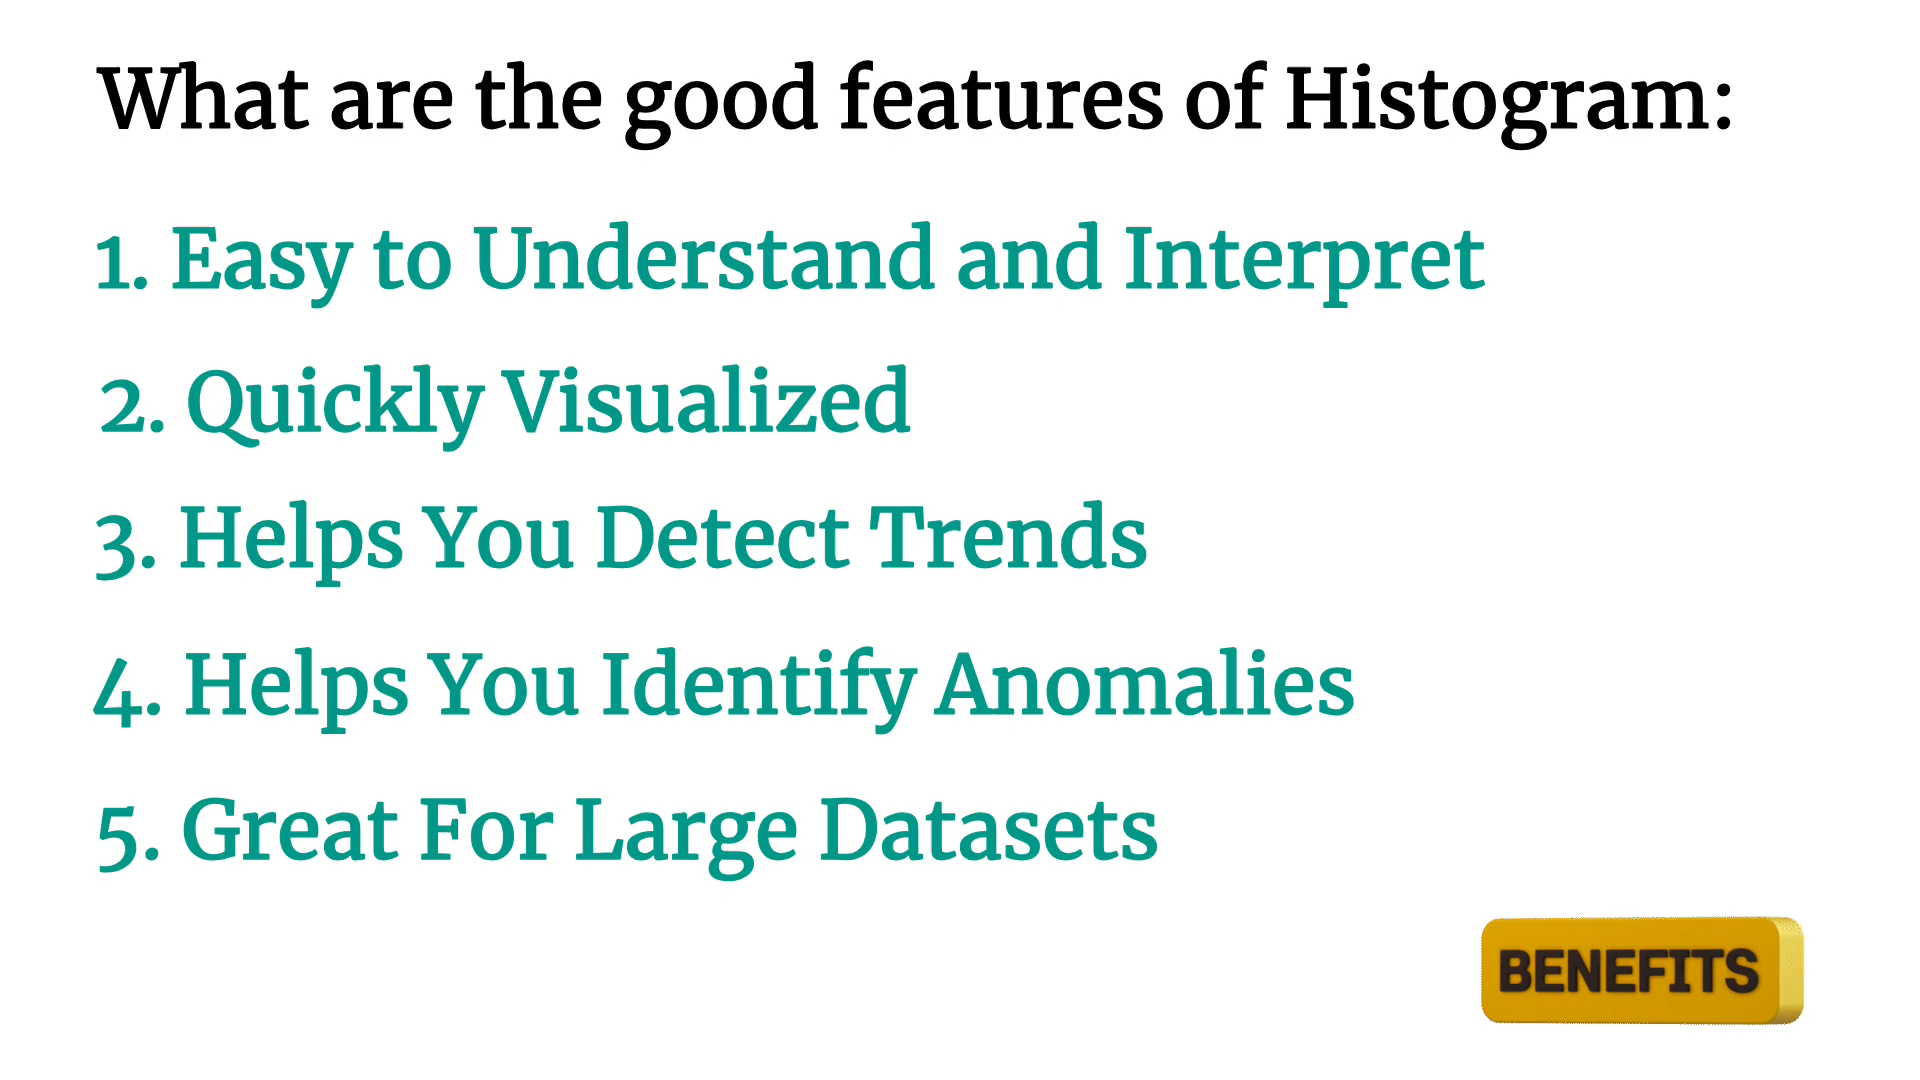 What are the good features of Histogram:
1. Easy to Understand and Interpret
2. Quickly Visualized
3. Helps You Detect Trends
4. Helps You Identify Anomalies
5. Great For Large Datasets
BENEFITS